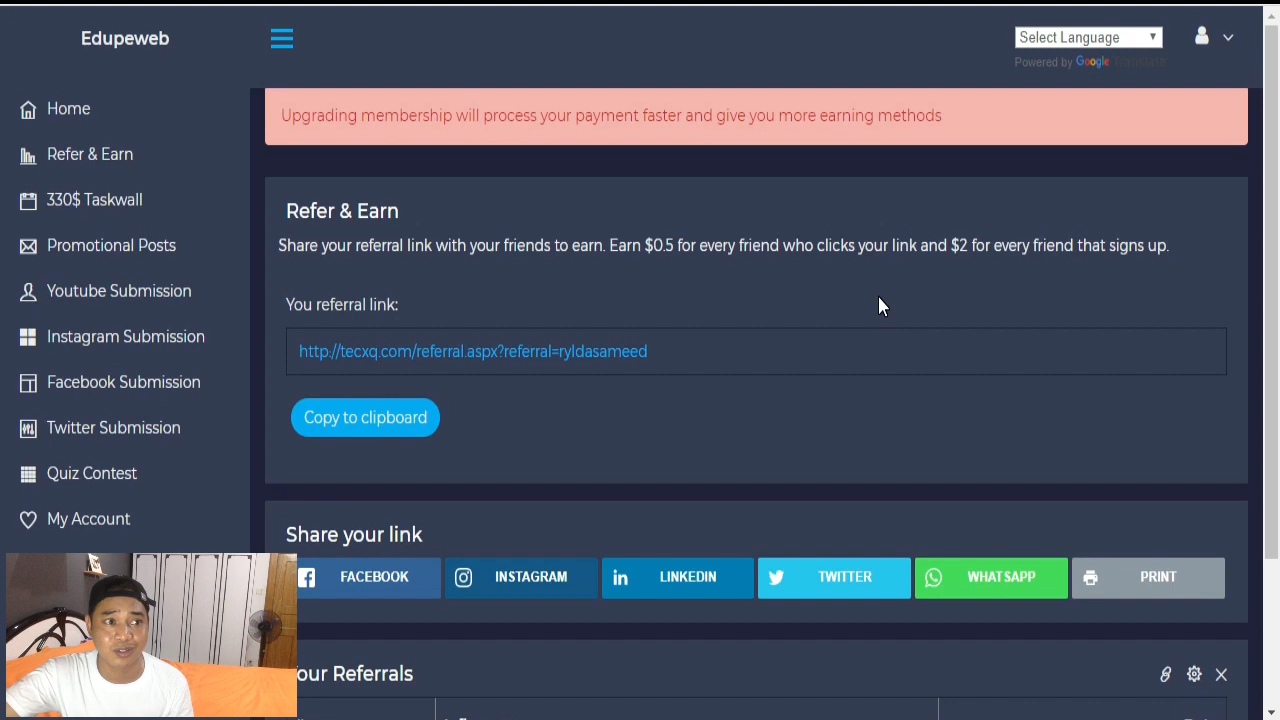 Edupeweb
Select Language
Powered by Google
Home
Refer & Earn
330$ Taskwall
Promotional Posts
Youtube Submission
Instagram Submission
Facebook Submission
Twitter Submission
Quiz Contest
My Account
Upgrading membership will process your payment faster and give you more earning methods
Refer & Earn
Share your referral link with your friends to earn. Earn $0.5 for every friend who clicks your link and $2 for every friend that signs up.
You referral link:
http://tecxq.com/referral.aspx?referral=ryldasameed
Copy to clipboard
Share your link
FACEBOOK
INSTAGRAM
LINKEDIN
TWITTER
WHATSAPP
PRINT
our Referrals